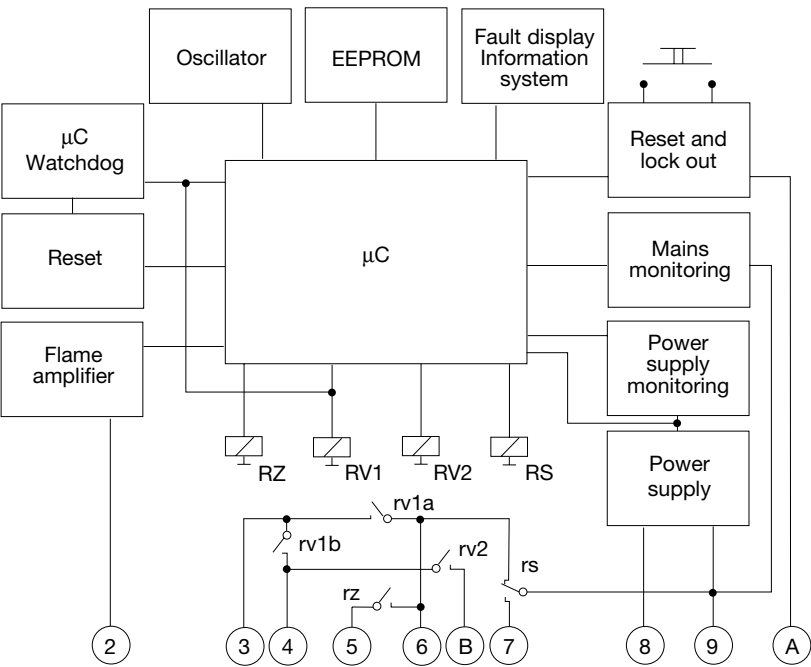 Oscillator
EEPROM
Fault display
Information
system
μC
Watchdog
Reset and
lock out
Reset
μC
Mains
monitoring
Flame
amplifier
Power
supply
monitoring
RZ
RV1
RV2
RS
Power
supply
rv1a
rv1b
rv2
rs
rz
2
3
4
5
6
B
7
8
9
A